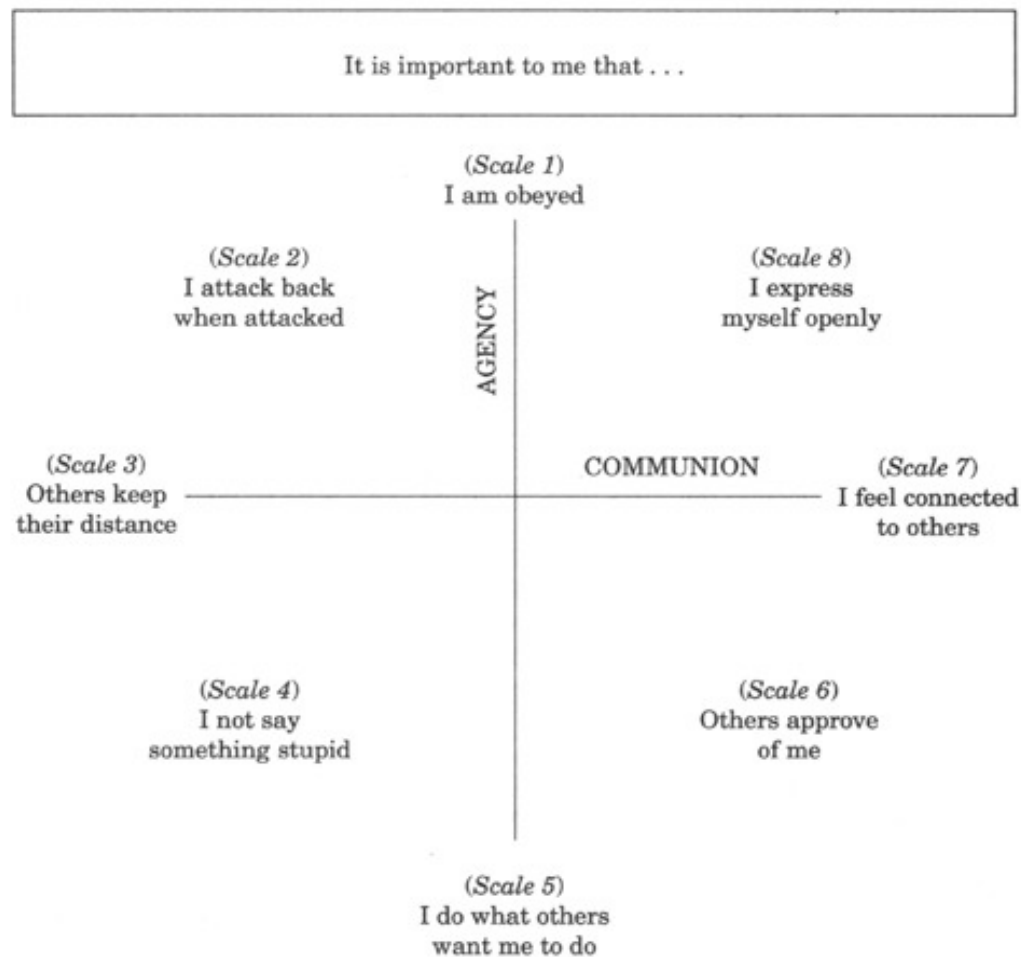 It is important to me that . . .
(Scale 1)
I am obeyed
(Scale 2)
I attack back
when attacked
(Scale 8)
I express
myself openly
AGENCY
(Scale 3)
Others keep
their distance
COMMUNION
(Scale 7)
I feel connected
to others
(Scale 4)
I not say
something stupid
(Scale 6)
Others approve
of me
(Scale 5)
I do what others
want me to do